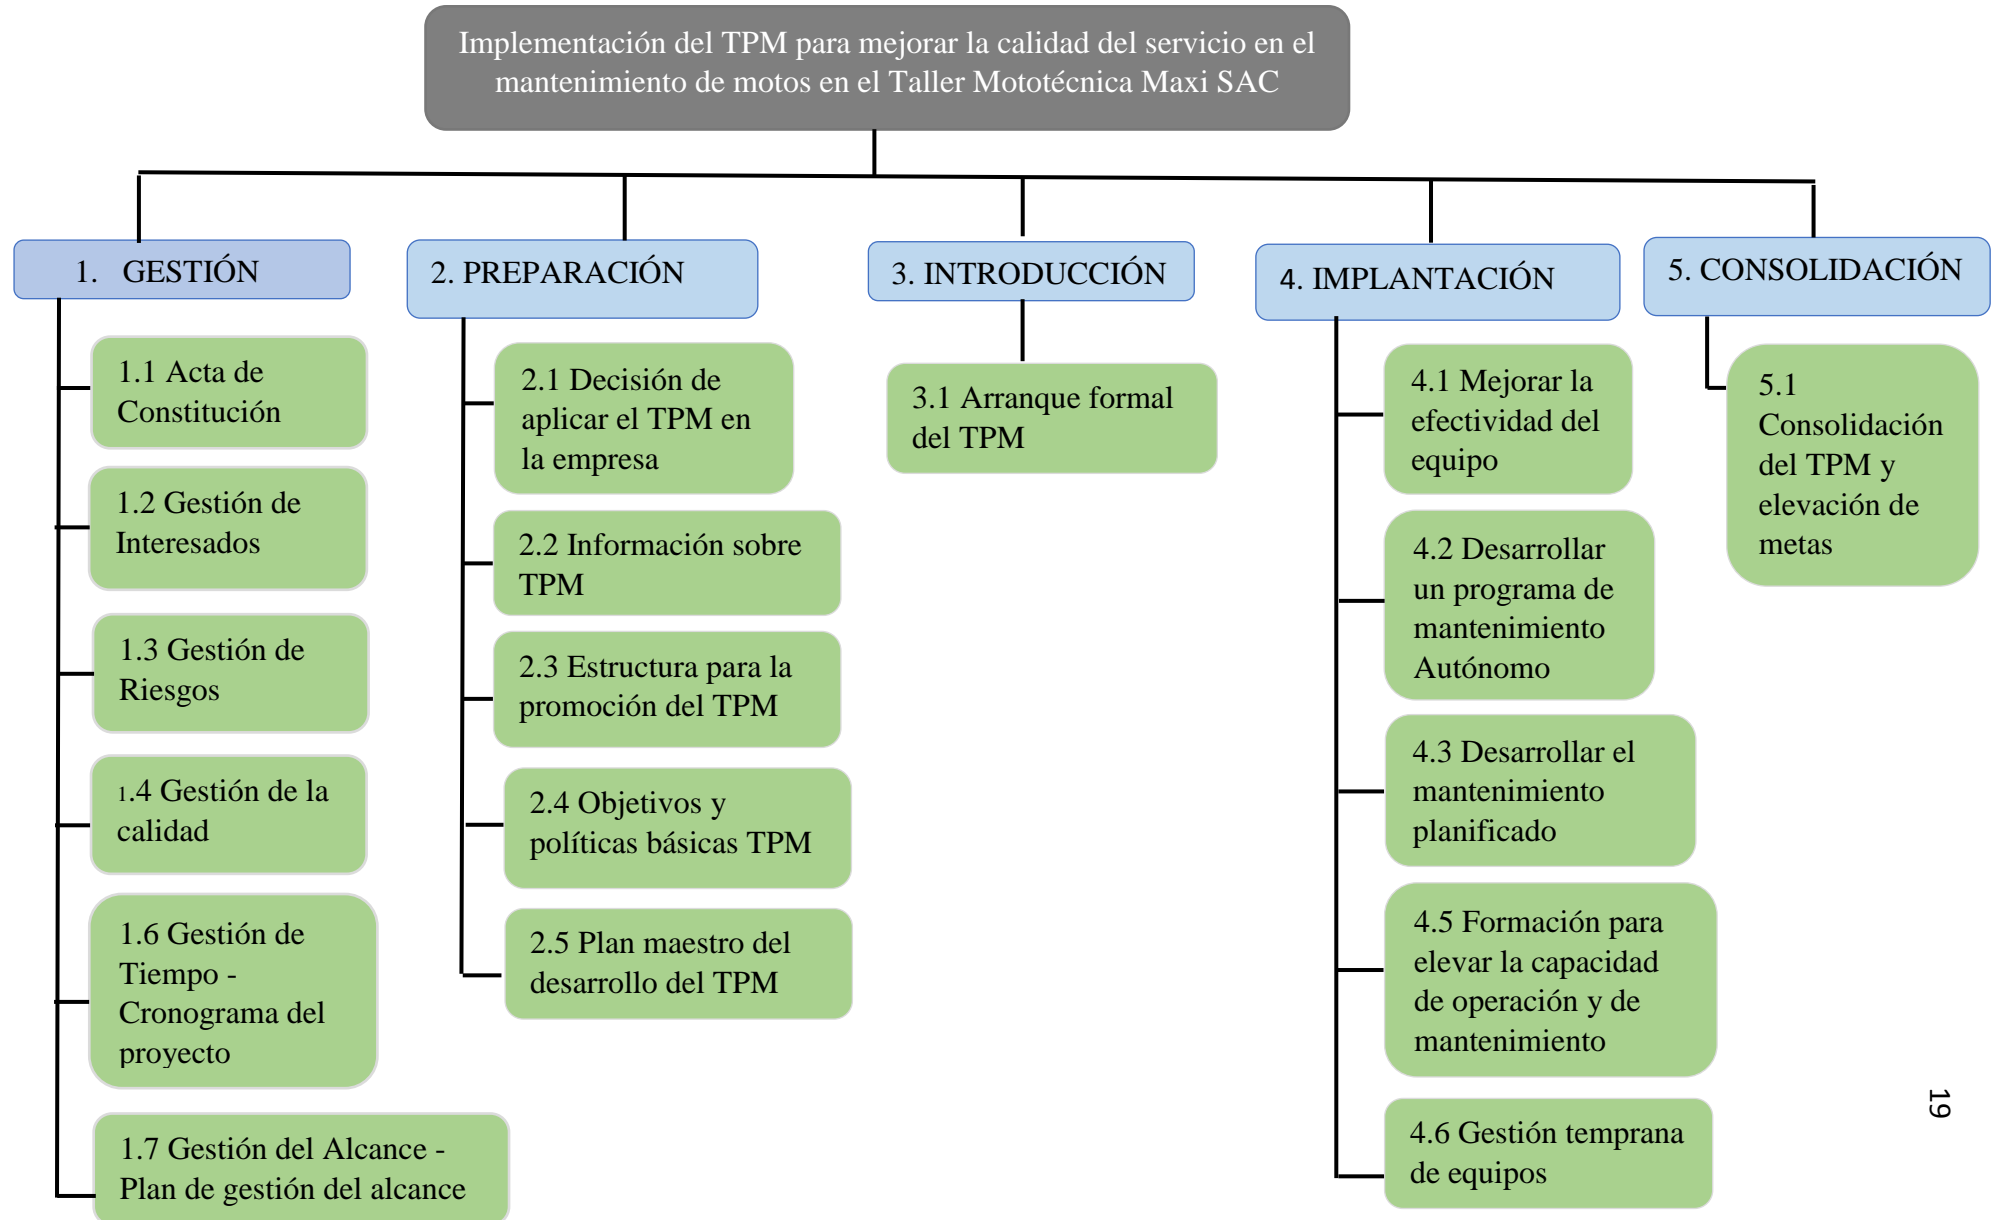 Implementación del TPM para mejorar la calidad del servicio en el
mantenimiento de motos en el Taller Mototécnica Maxi SAC
1. GESTIÓN
1.1 Acta de
Constitución
1.2 Gestión de
Interesados
1.3 Gestión de
Riesgos
1.4 Gestión de la
calidad
1.6 Gestión de
Tiempo -
Cronograma del
proyecto
1.7 Gestión del Alcance -
Plan de gestión del alcance
2. PREPARACIÓN
2.1 Decisión de
aplicar el TPM en
la empresa
2.2 Información sobre
TPM
2.3 Estructura para la
promoción del TPM
2.4 Objetivos y
políticas básicas TPM
2.5 Plan maestro del
desarrollo del TPM
3. INTRODUCCIÓN
3.1 Arranque formal
del TPM
4. IMPLANTACIÓN
4.1 Mejorar la
efectividad del
equipo
4.2 Desarrollar
un programa de
mantenimiento
Autónomo
4.3 Desarrollar el
mantenimiento
planificado
4.5 Formación para
elevar la capacidad
de operación y de
mantenimiento
4.6 Gestión temprana
de equipos
5. CONSOLIDACIÓN
5.1
Consolidación
del TPM y
elevación de
metas
19